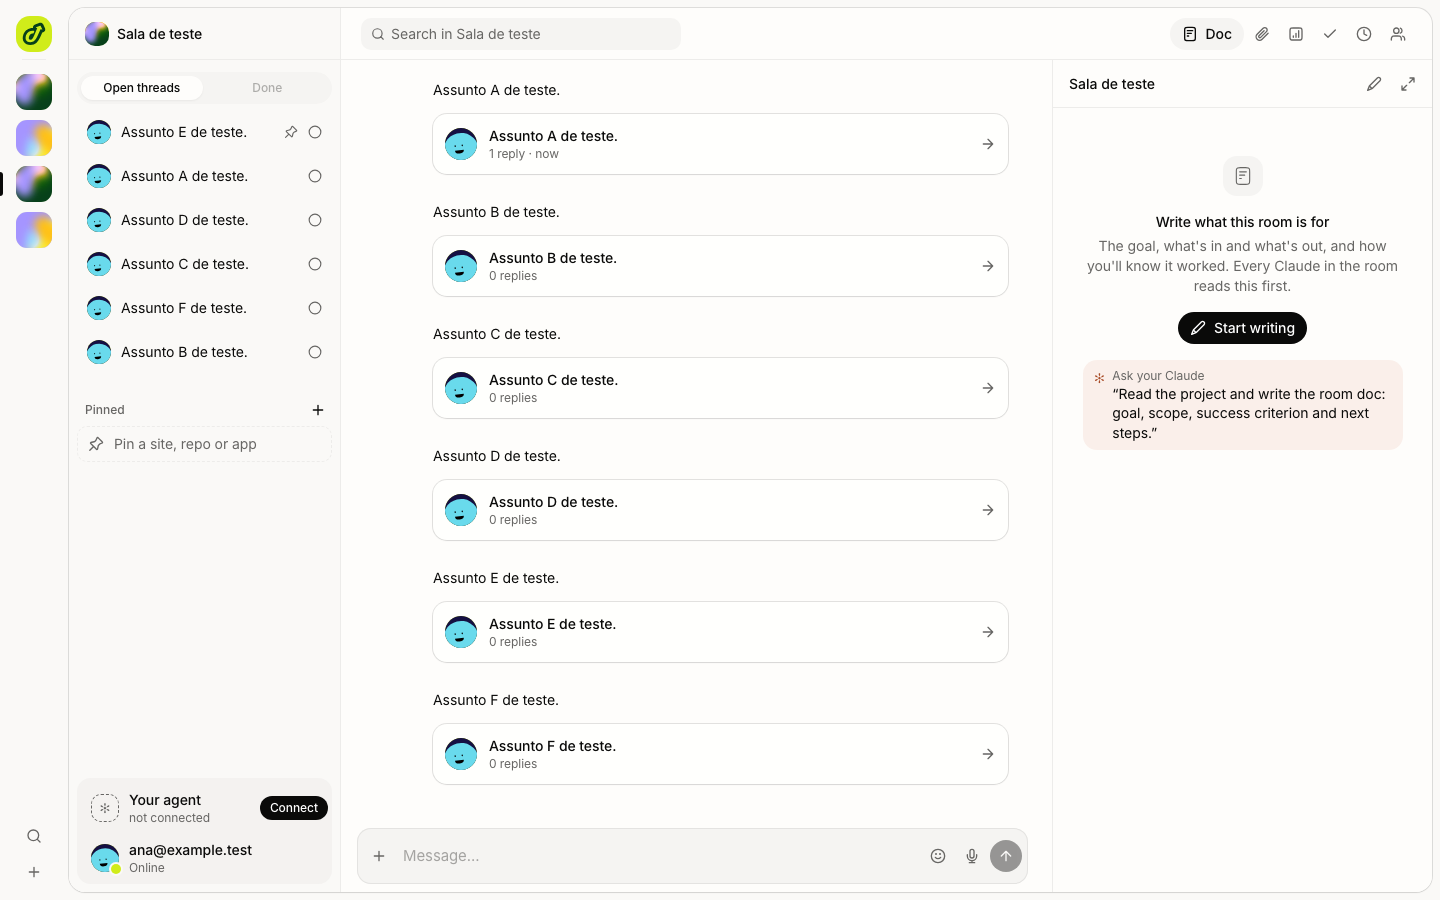 Sala de teste
Search in Sala de teste
Doc
Open threads
Done
Assunto E de teste.
Assunto A de teste.
Assunto D de teste.
Assunto C de teste.
Assunto F de teste.
Assunto B de teste.
Pinned
Pin a site, repo or app
Your agent
not connected
Connect
ana@example.test
Online
Assunto A de teste.
Assunto A de teste.
1 reply · now
Assunto B de teste.
Assunto B de teste.
0 replies
Assunto C de teste.
Assunto C de teste.
0 replies
Assunto D de teste.
Assunto D de teste.
0 replies
Assunto E de teste.
Assunto E de teste.
0 replies
Assunto F de teste.
Assunto F de teste.
0 replies
Message...
Sala de teste
Write what this room is for
The goal, what's in and what's out, and how
you'll know it worked. Every Claude in the room
reads this first.
Start writing
Ask your Claude
“Read the project and write the room doc:
goal, scope, success criterion and next
steps.”